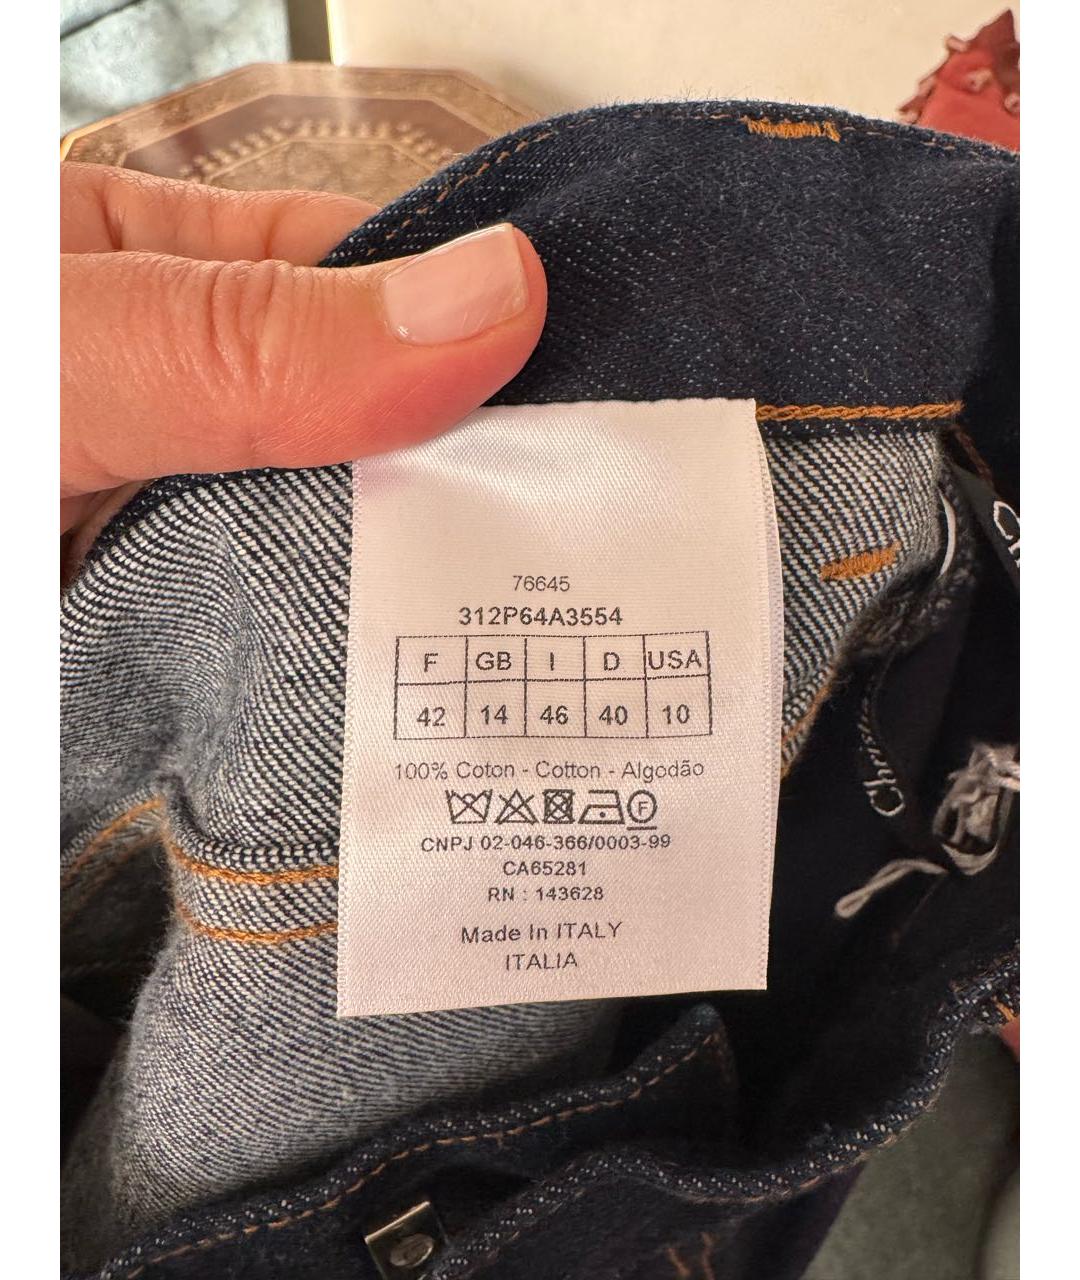 76645
312P64A3554
F GB I D USA
42 14 46 40 10
100% Coton - Cotton - Algodão
F
CNPJ 02-046-366/0003-99
CA65281
RN : 143628
Made In ITALY
ITALIA